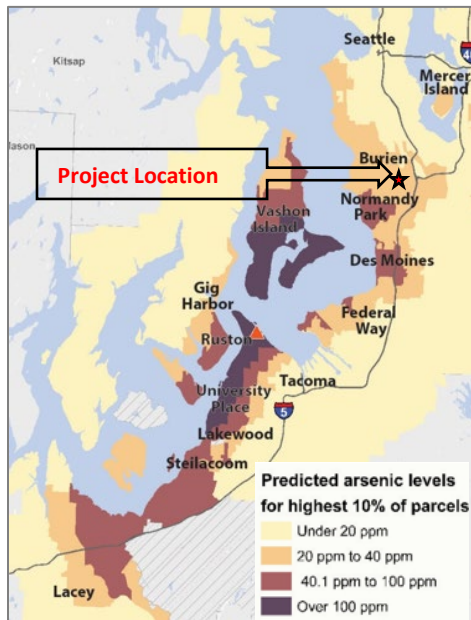 Seattle
Kitsap
Mercer
Island
Burien
Project Location
Normandy
Park
Vashon
Island
Des Moines
Gig
Harbor
Federal
Way
Ruston
Tacoma
University
Place
5
Lakewood
Steilacoom
Predicted arsenic levels
for highest 10% of parcels
Under 20 ppm
20 ppm to 40 ppm
40.1 ppm to 100 ppm
Over 100 ppm
Lacey